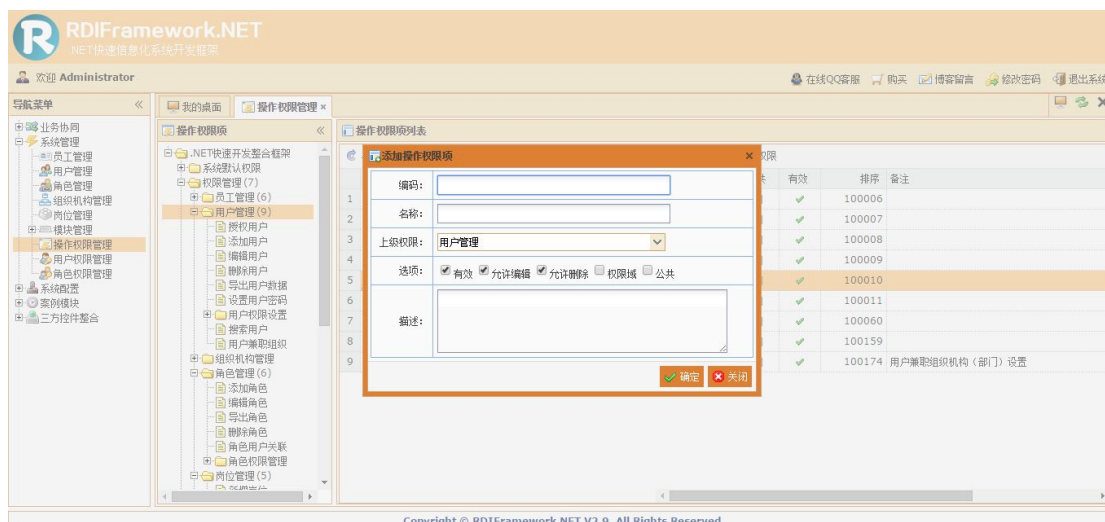 RDIFramework.NET
.NET快速信息化系统开发框架
欢迎 Administrator
在线QQ客服 购买 博客留言 修改密码 退出系统
导航菜单
业务协同
系统管理
员工管理
用户管理
角色管理
组织机构管理
岗位管理
模块管理
操作权限管理
用户权限管理
角色权限管理
系统配置
案例模块
三方控件整合
我的桌面 操作权限管理
操作权限项
.NET快速开发整合框架
系统默认权限
权限管理(7)
员工管理(6)
用户管理(9)
授权用户
添加用户
编辑用户
删除用户
导出用户数据
设置用户密码
用户权限设置
搜索用户
用户兼职组织
组织机构管理
角色管理(6)
添加角色
编辑角色
导出角色
删除角色
角色用户关联
角色权限管理
岗位管理(5)
操作权限项列表
权限
有效 排序 备注
1 100006
2 100007
3 100008
4 100009
5 100010
6 100011
7 100060
8 100159
9 100174 用户兼职组织机构(部门)设置
添加操作权限项
编码:
名称:
上级权限: 用户管理
选项: 有效 允许编辑 允许删除 权限域 公共
描述:
确定 关闭
Copyright © RDIFramework.NET V2.9. All Rights Reserved